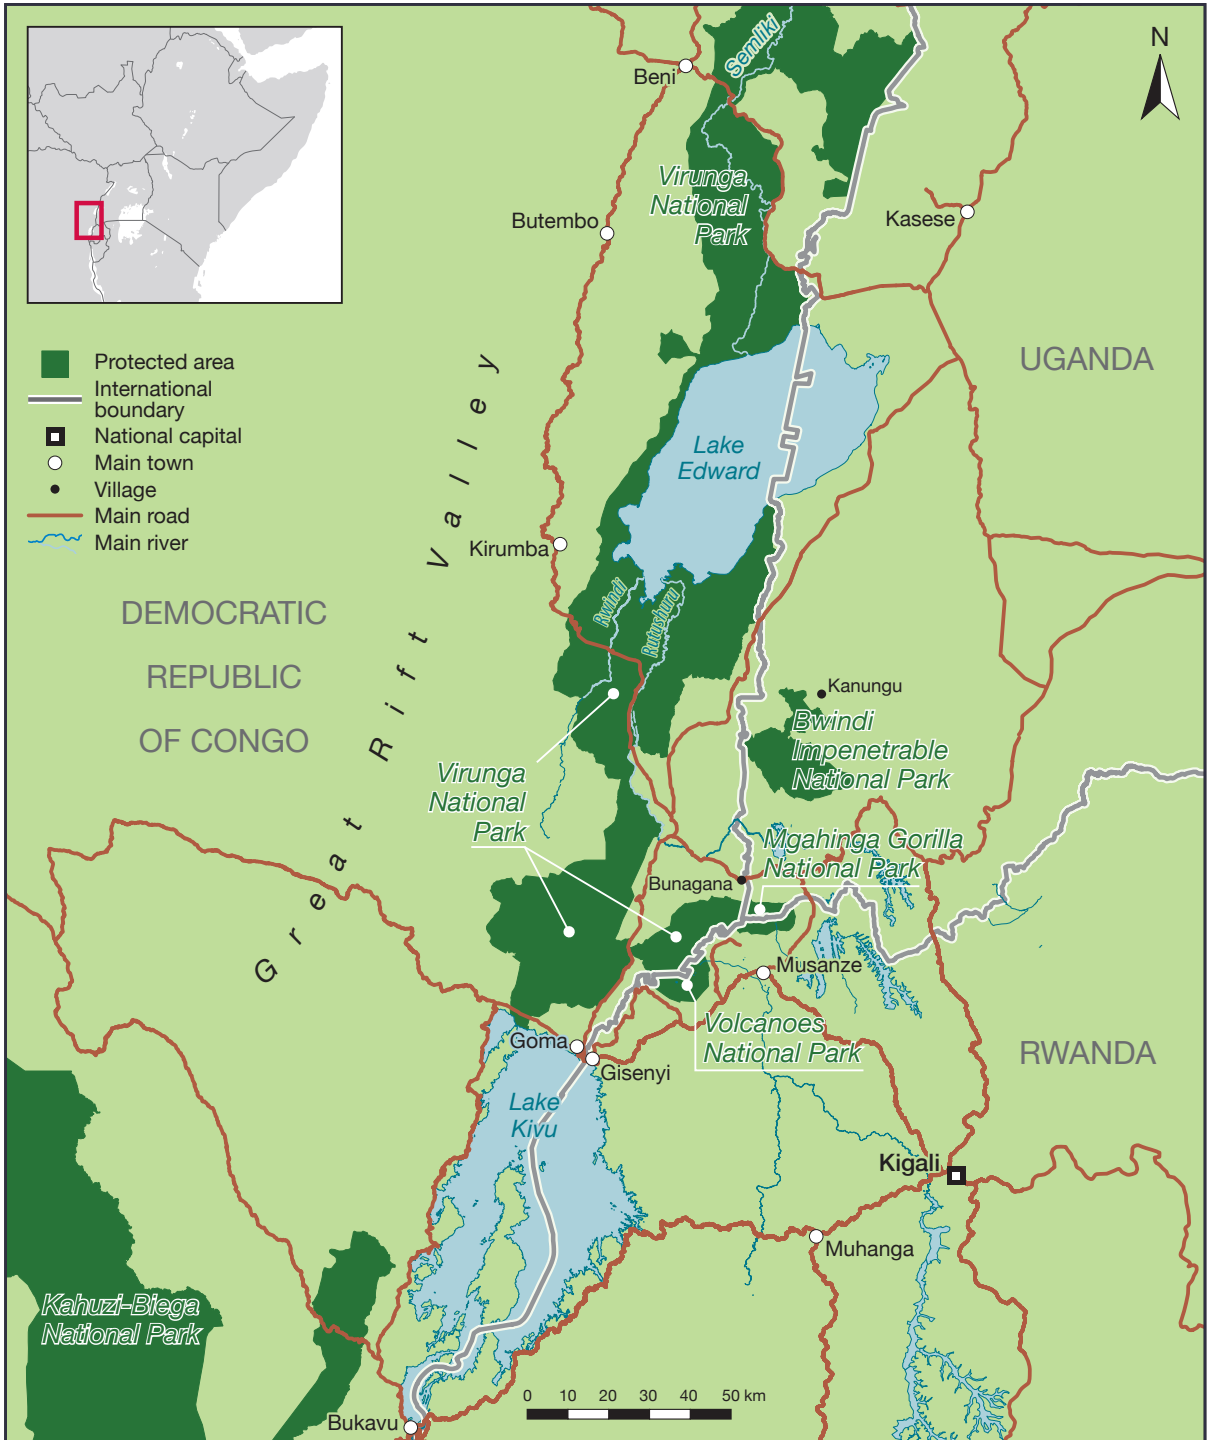 N
Semliki
Beni
Virunga
National
Park
Butembo
Kasese
Protected area
International
boundary
National capital
Main town
Village
Main road
Main river
UGANDA
Great Rift Valley
Lake
Edward
Kirumba
Rwindi
Rutushuru
DEMOCRATIC
REPUBLIC
OF CONGO
Kanungu
Bwindi
Impenetrable
National Park
Virunga
National
Park
Mgahinga Gorilla
National Park
Bunagana
Musanze
Volcanoes
National Park
Goma
Gisenyi
RWANDA
Lake
Kivu
Kigali
Muhanga
Kahuzi-Biega
National Park
Bukavu
0 10 20 30 40 50 km